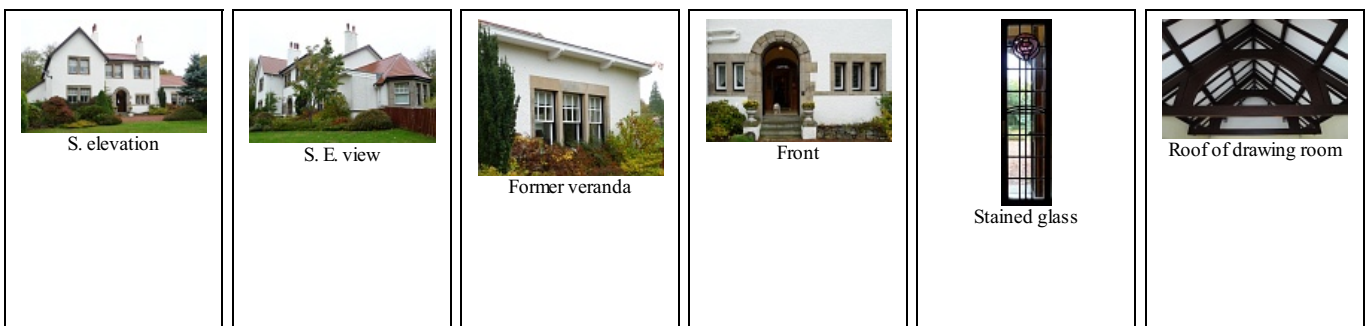 S. elevation
S. E. view
Former veranda
Front
Stained glass
Roof of drawing room